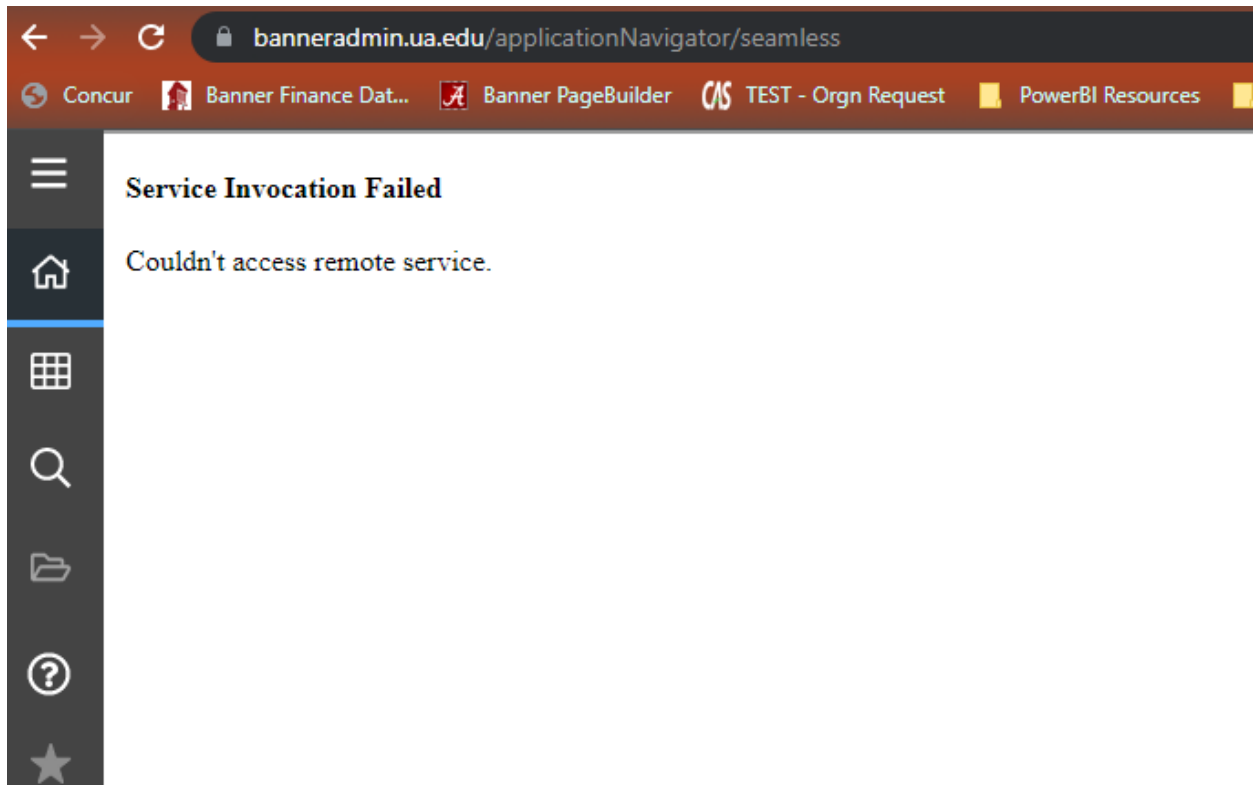 banneradmin.ua.edu/applicationNavigator/seamless
Concur Banner Finance Dat... Banner PageBuilder CAS TEST - Orgn Request PowerBI Resources
Service Invocation Failed
Couldn't access remote service.